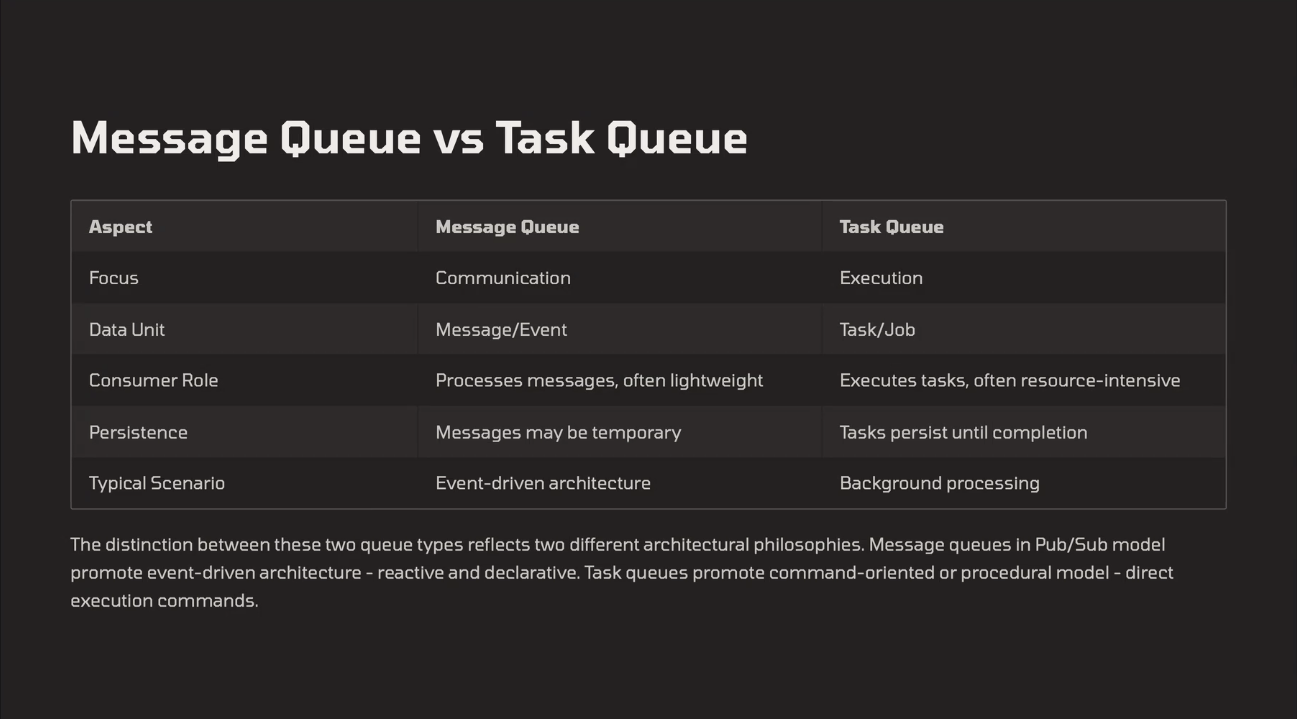 Message Queue vs Task Queue
Aspect Message Queue Task Queue
Focus Communication Execution
Data Unit Message/Event Task/Job
Consumer Role Processes messages, often lightweight Executes tasks, often resource-intensive
Persistence Messages may be temporary Tasks persist until completion
Typical Scenario Event-driven architecture Background processing
The distinction between these two queue types reflects two different architectural philosophies. Message queues in Pub/Sub model
promote event-driven architecture - reactive and declarative. Task queues promote command-oriented or procedural model - direct
execution commands.